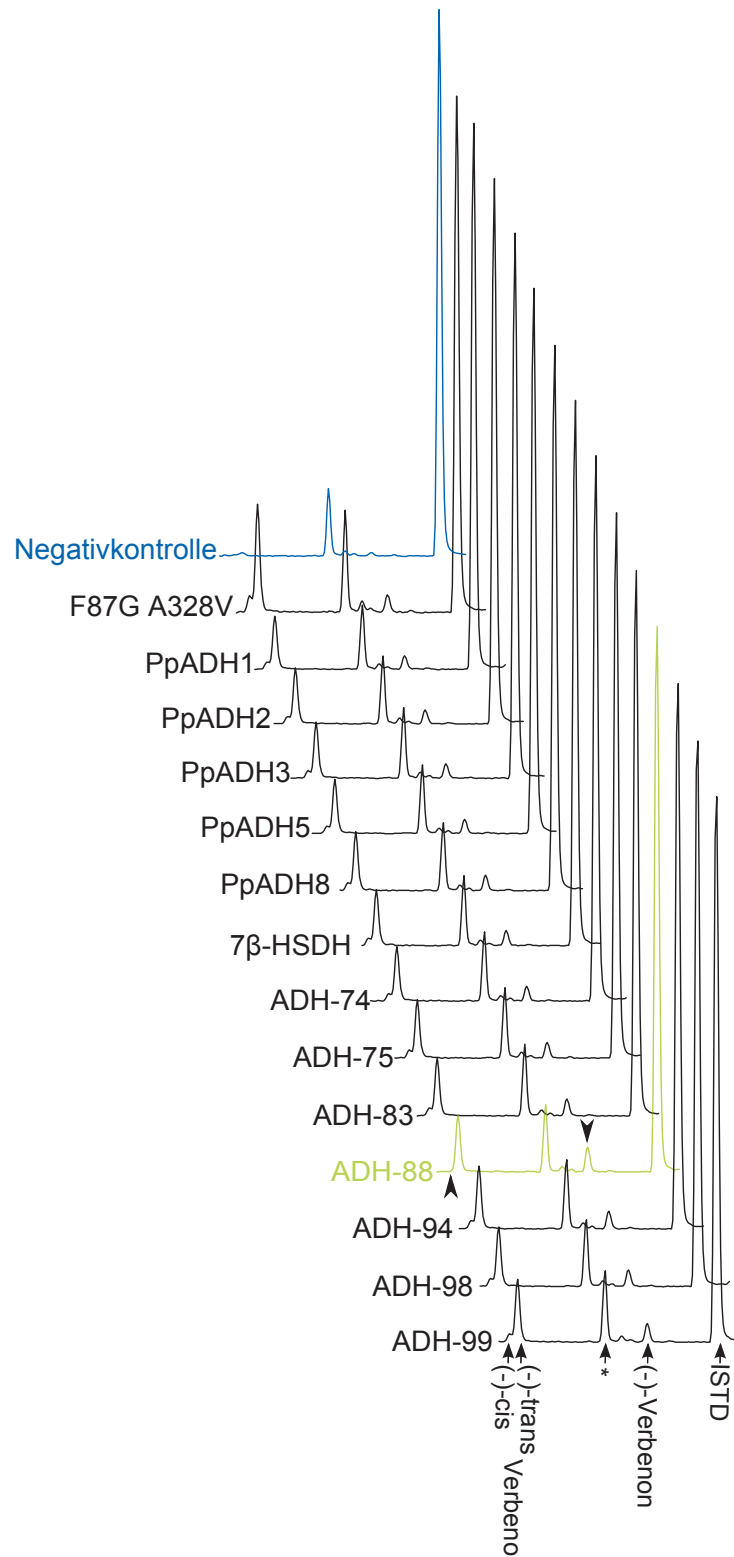 Negativkontrolle
F87G A328V
PpADH1
PpADH2
PpADH3
PpADH5
PpADH8
7β-HSDH
ADH-74
ADH-75
ADH-83
ADH-88
ADH-94
ADH-98
ADH-99
(-)-cis
(-)-trans
Verbeno
*
(-)-Verbenon
ISTD